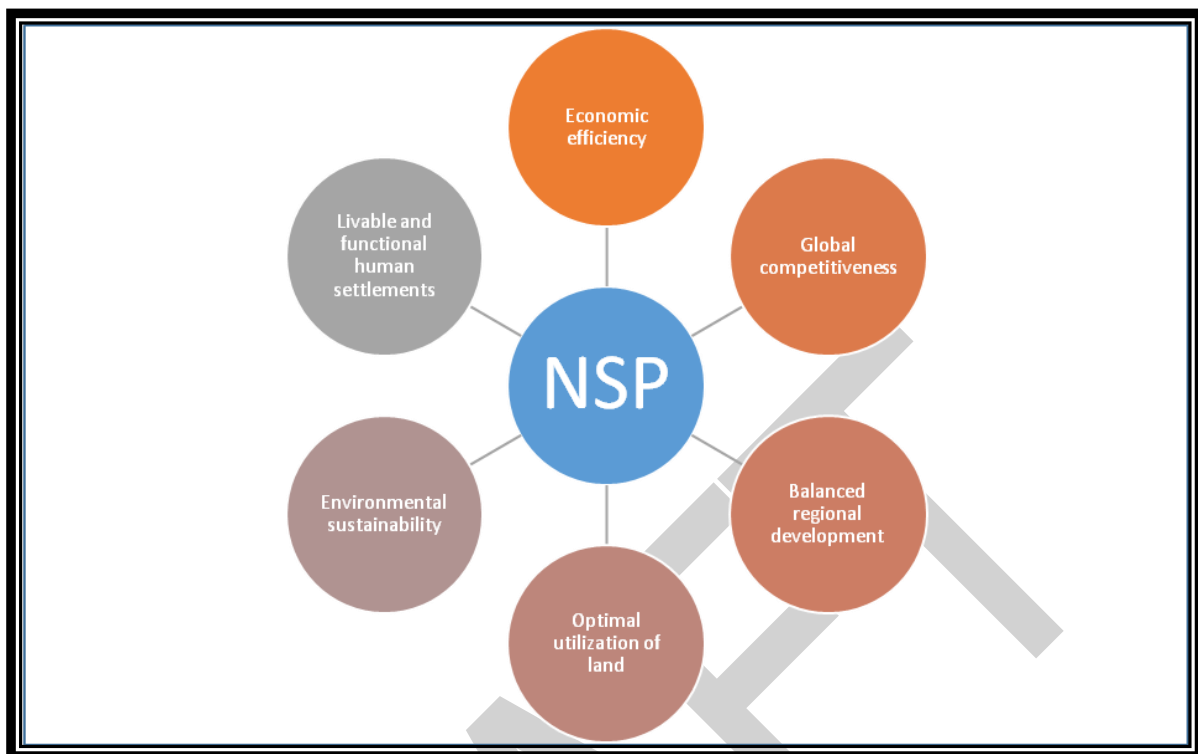 Economic
efficiency
Global
competitiveness
Balanced
regional
development
Optimal
utilization of
land
Environmental
sustainability
Livable and
functional
human
settlements
NSP